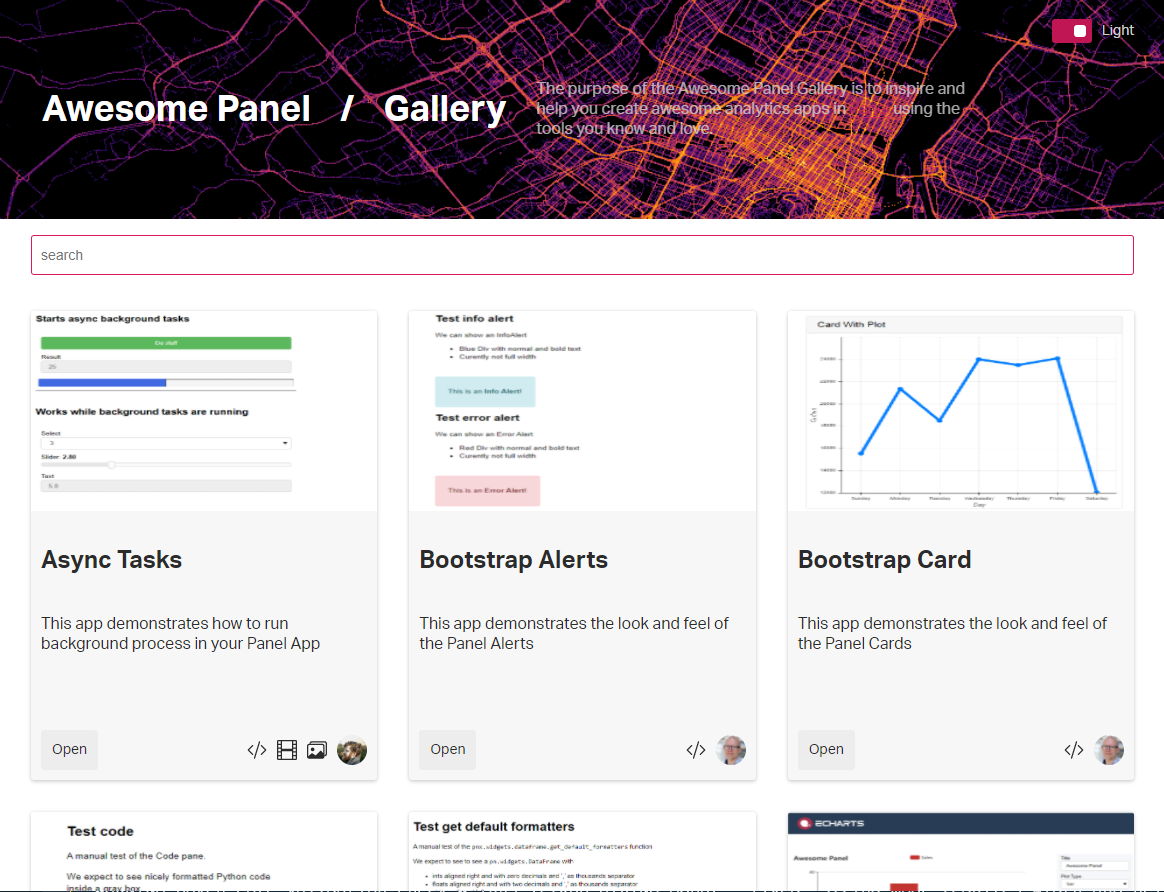 Light
Awesome Panel / Gallery
The purpose of the Awesome Panel Gallery is to inspire and
help you create awesome analytics apps in using the
tools you know and love.
search
Starts async background tasks
Do stuff
Result
25
Works while background tasks are running
Select
3
Slider: 2.80
Text
5.6
Test info alert
We can show an InfoAlert
Blue Div with normal and bold text
Curently not full width
This is an Info Alert!
Test error alert
We can show an Error Alert
Red Div with normal and bold text
Curently not full width
This is an Error Alert!
Card With Plot
Monday
Tuesday
Wednesday
Thursday
Friday
Saturday
Day
Async Tasks
This app demonstrates how to run
background process in your Panel App
Open
Bootstrap Alerts
This app demonstrates the look and feel of
the Panel Alerts
Open
Bootstrap Card
This app demonstrates the look and feel of
the Panel Cards
Open
Test code
A manual test of the Code pane.
We expect to see nicely formatted Python code
inside a gray box.
Test get default formatters
A manual test of the pnx.widgets.dataframe.get_default_formatters function
We expect to see to see a pn.widgets.DataFrame with
ints aligned right and with zero decimals and ',' as thousands separator
floats aligned right and with two decimals and ',' as thousands separator
ECHARTS
Awesome Panel
Sales
Title
Awesome Panel
Plot Type
bar